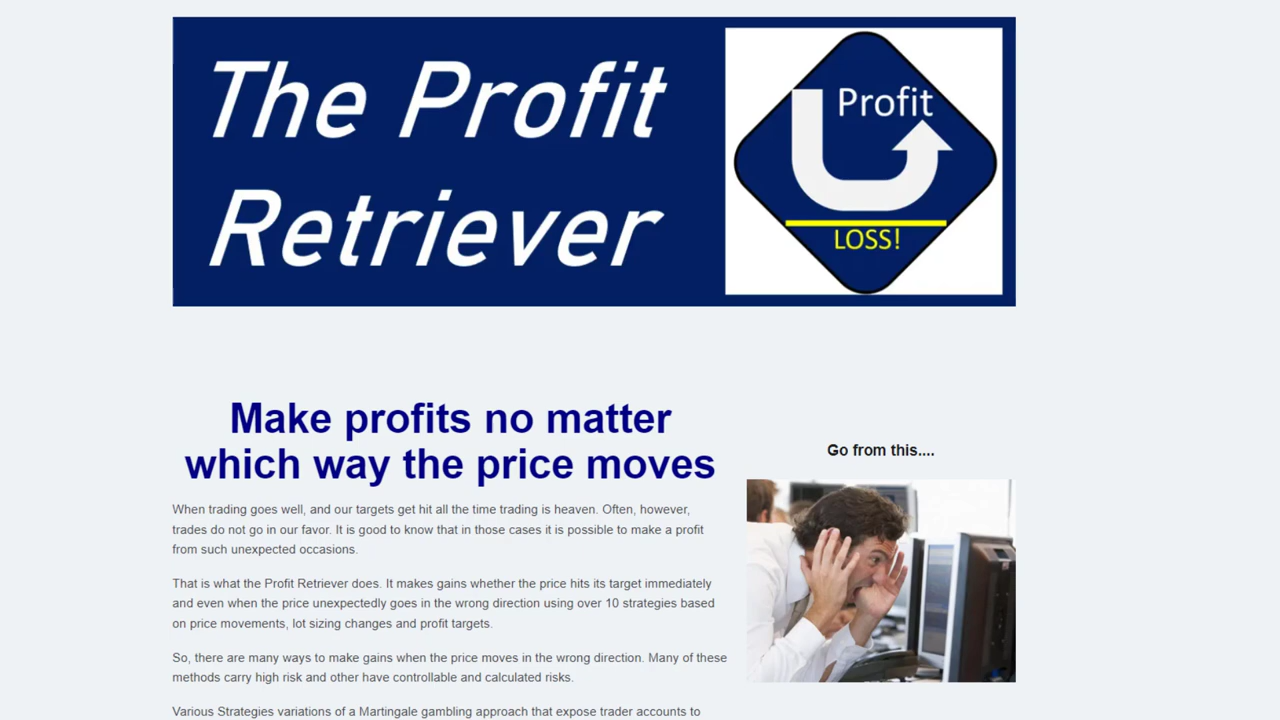 The Profit
Retriever
Profit
LOSS!
Make profits no matter
which way the price moves
Go from this....
When trading goes well, and our targets get hit all the time trading is heaven. Often, however,
trades do not go in our favor. It is good to know that in those cases it is possible to make a profit
from such unexpected occasions.
That is what the Profit Retriever does. It makes gains whether the price hits its target immediately
and even when the price unexpectedly goes in the wrong direction using over 10 strategies based
on price movements, lot sizing changes and profit targets.
So, there are many ways to make gains when the price moves in the wrong direction. Many of these
methods carry high risk and other have controllable and calculated risks.
Various Strategies variations of a Martingale gambling approach that expose trader accounts to